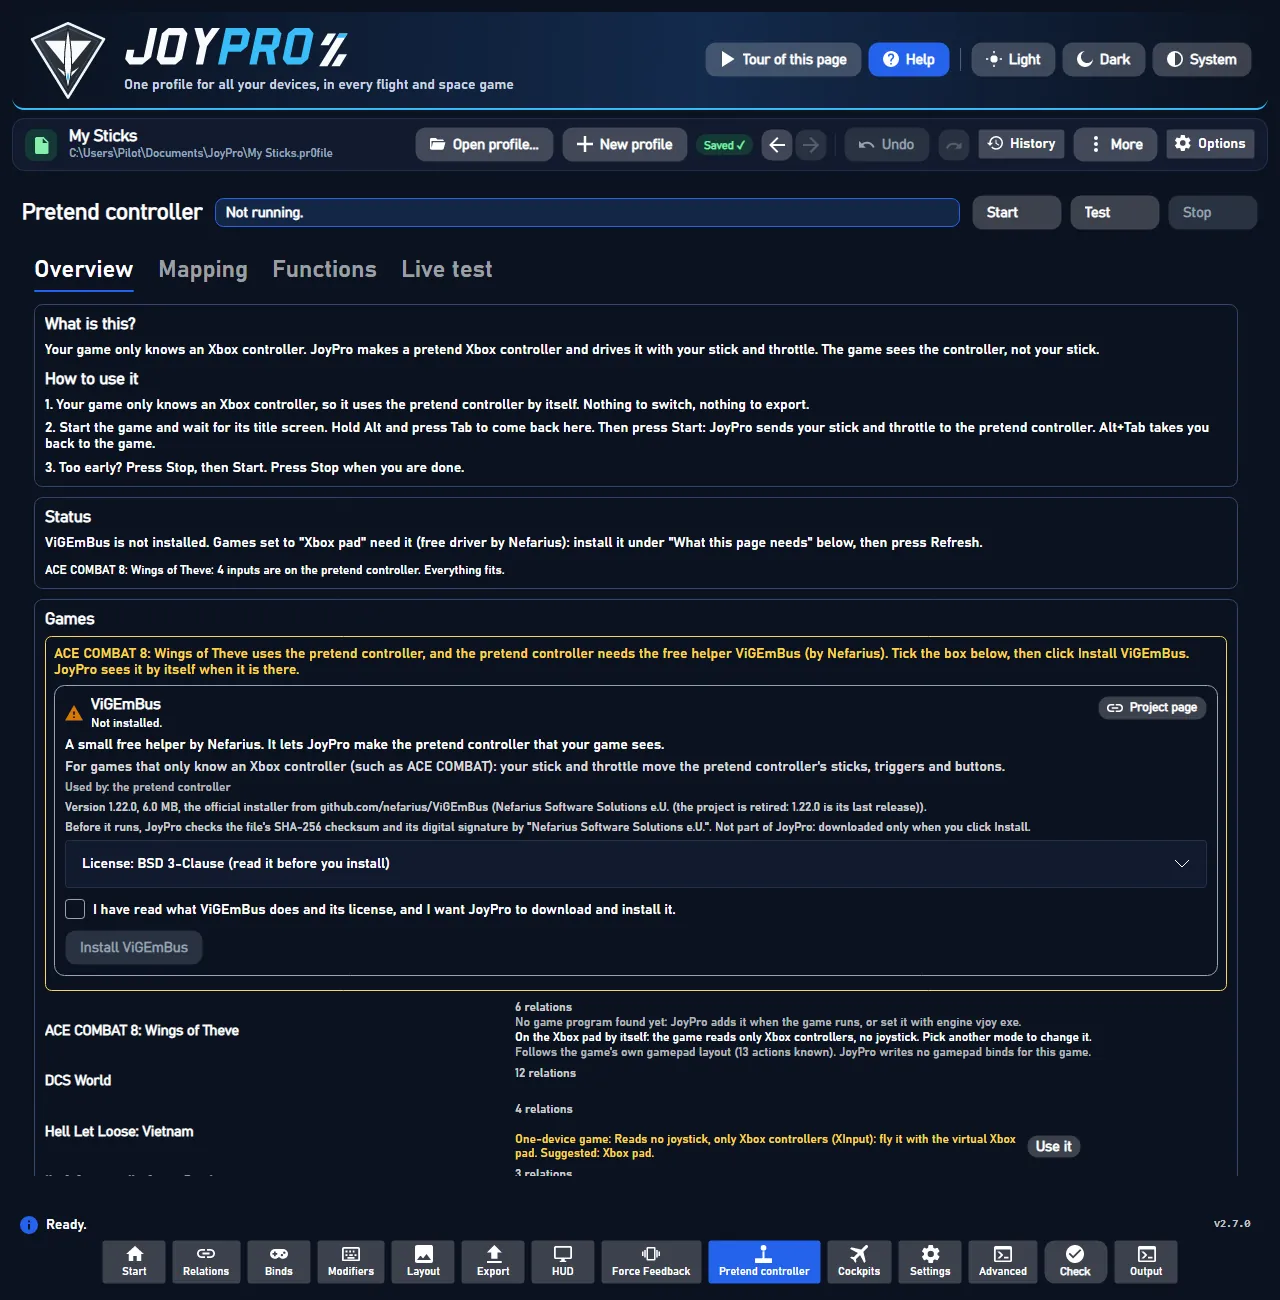 JOYPRO
One profile for all your devices, in every flight and space game
Tour of this page
Help
Light
Dark
System
My Sticks
C:\Users\Pilot\Documents\JoyPro\My Sticks.pr0file
Open profile...
New profile
Saved ✓
Undo
History
More
Options
Pretend controller
Not running.
Start
Test
Stop
Overview
Mapping
Functions
Live test
What is this?
Your game only knows an Xbox controller. JoyPro makes a pretend Xbox controller and drives it with your stick and throttle. The game sees the controller, not your stick.
How to use it
1. Your game only knows an Xbox controller, so it uses the pretend controller by itself. Nothing to switch, nothing to export.
2. Start the game and wait for its title screen. Hold Alt and press Tab to come back here. Then press Start: JoyPro sends your stick and throttle to the pretend controller. Alt+Tab takes you
back to the game.
3. Too early? Press Stop, then Start. Press Stop when you are done.
Status
ViGEmBus is not installed. Games set to "Xbox pad" need it (free driver by Nefarius): install it under "What this page needs" below, then press Refresh.
ACE COMBAT 8: Wings of Theve: 4 inputs are on the pretend controller. Everything fits.
Games
ACE COMBAT 8: Wings of Theve uses the pretend controller, and the pretend controller needs the free helper ViGEmBus (by Nefarius). Tick the box below, then click Install ViGEmBus.
JoyPro sees it by itself when it is there.
ViGEmBus
Not installed.
Project page
A small free helper by Nefarius. It lets JoyPro make the pretend controller that your game sees.
For games that only know an Xbox controller (such as ACE COMBAT): your stick and throttle move the pretend controller's sticks, triggers and buttons.
Used by: the pretend controller
Version 1.22.0, 6.0 MB, the official installer from github.com/nefarius/ViGEmBus (Nefarius Software Solutions e.U. (the project is retired: 1.22.0 is its last release)).
Before it runs, JoyPro checks the file's SHA-256 checksum and its digital signature by "Nefarius Software Solutions e.U.". Not part of JoyPro: downloaded only when you click Install.
License: BSD 3-Clause (read it before you install)
I have read what ViGEmBus does and its license, and I want JoyPro to download and install it.
Install ViGEmBus
ACE COMBAT 8: Wings of Theve
6 relations
No game program found yet: JoyPro adds it when the game runs, or set it with engine vjoy exe.
On the Xbox pad by itself: the game reads only Xbox controllers, no joystick. Pick another mode to change it.
Follows the game's own gamepad layout (13 actions known). JoyPro writes no gamepad binds for this game.
DCS World
12 relations
Hell Let Loose: Vietnam
4 relations
One-device game: Reads no joystick, only Xbox controllers (XInput): fly it with the virtual Xbox
pad. Suggested: Xbox pad.
Use it
3 relations
Ready.
v2.7.0
Start
Relations
Binds
Modifiers
Layout
Export
HUD
Force Feedback
Pretend controller
Cockpits
Settings
Advanced
Check
Output